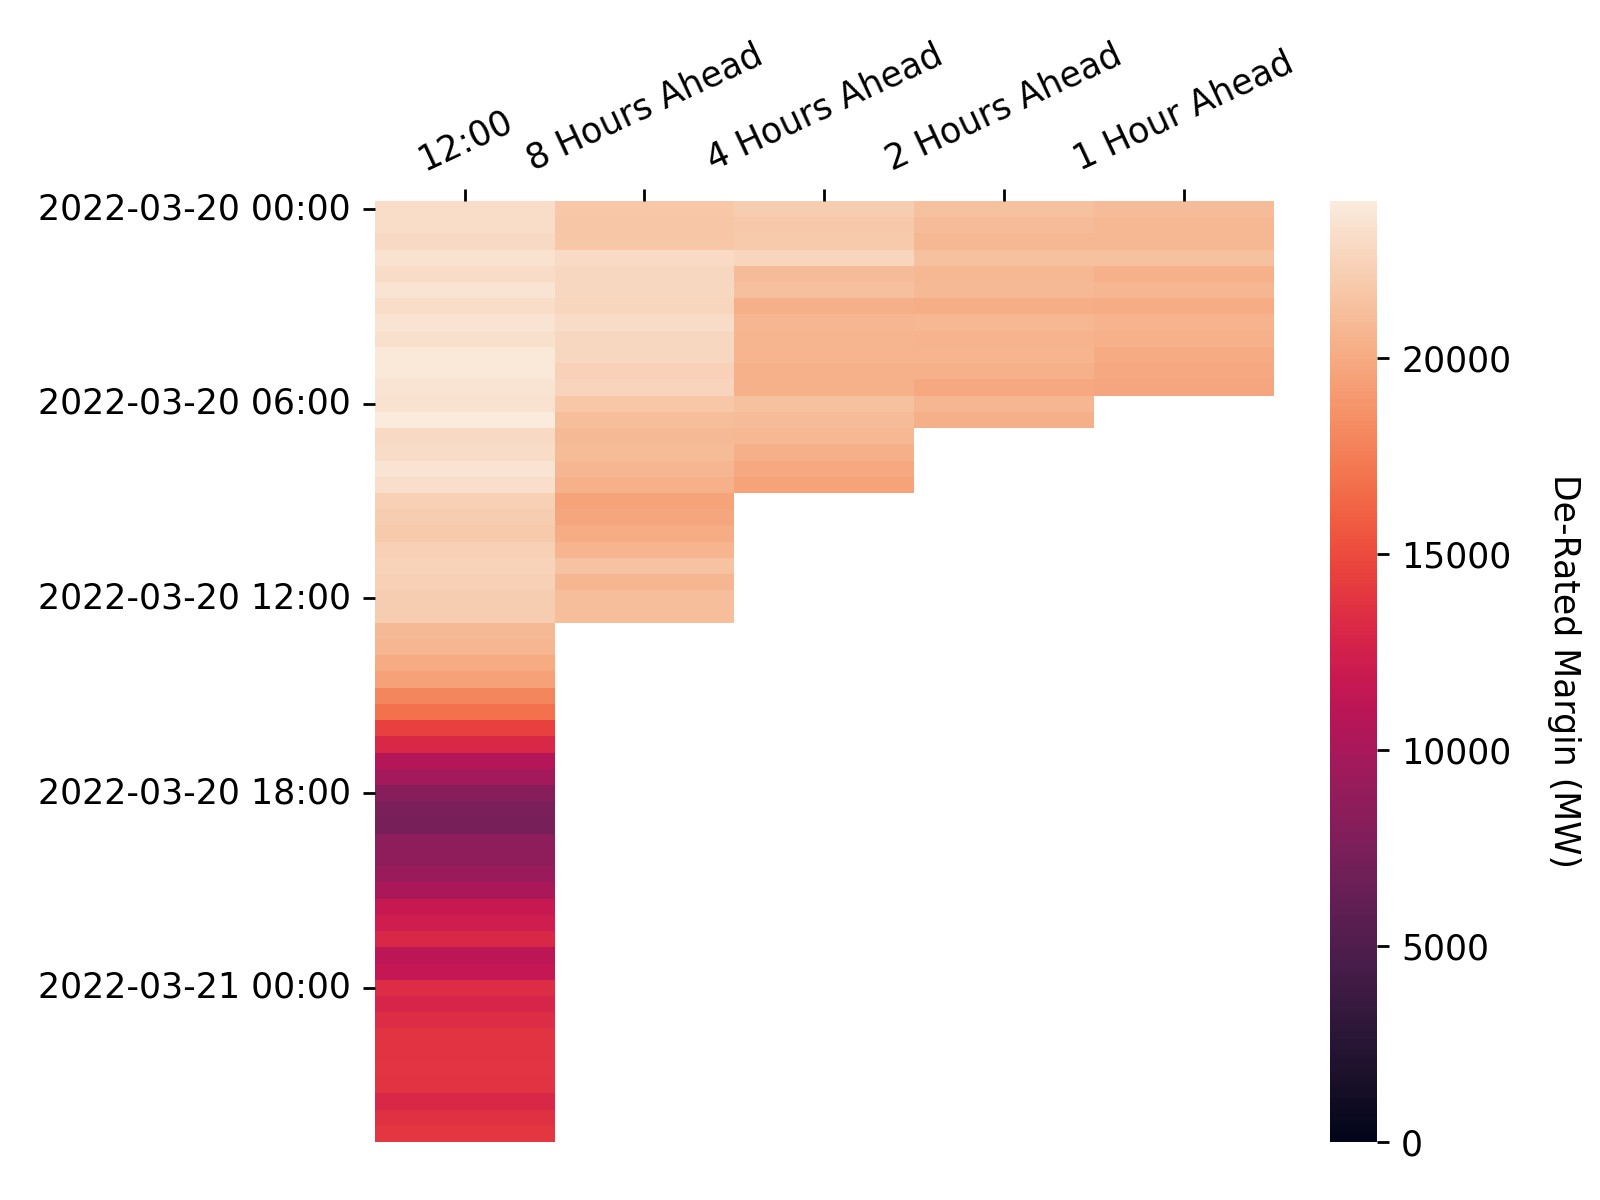 12:00
8 Hours Ahead
4 Hours Ahead
2 Hours Ahead
1 Hour Ahead
2022-03-20 00:00
2022-03-20 06:00
2022-03-20 12:00
2022-03-20 18:00
2022-03-21 00:00
20000
15000
10000
5000
0
De-Rated Margin (MW)